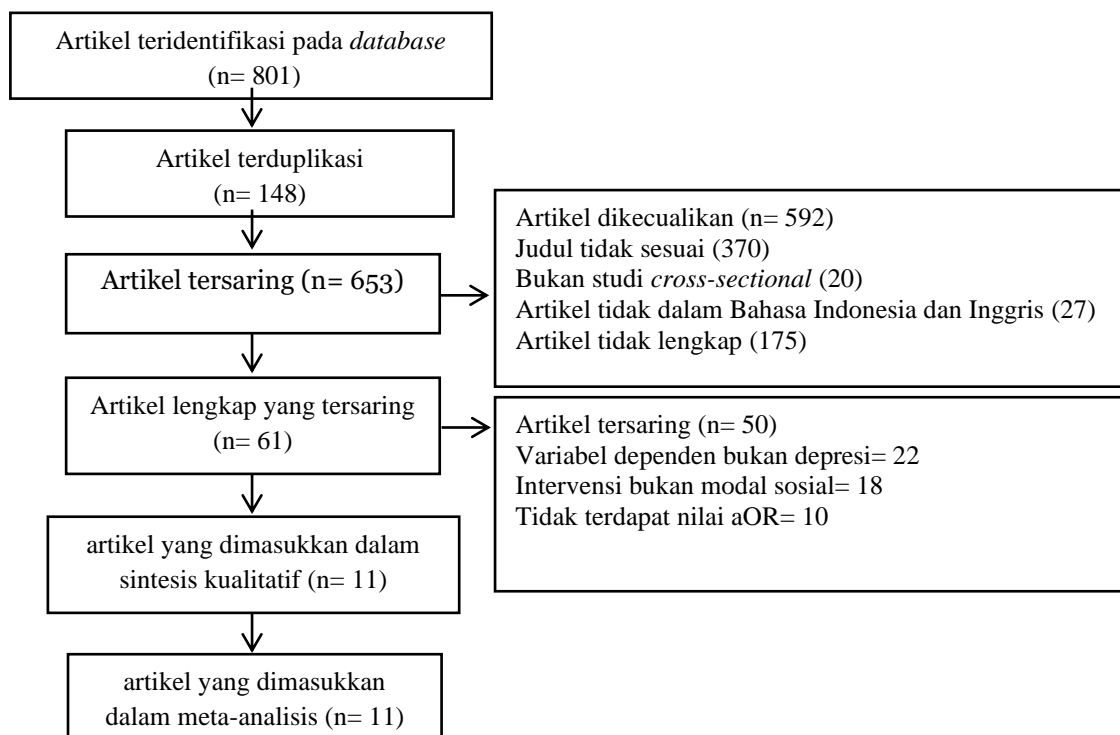 Artikel teridentifikasi pada database
(n= 801)
Artikel terduplikasi
(n= 148)
Artikel tersaring (n= 653)
Artikel dikecualikan (n= 592)
Judul tidak sesuai (370)
Bukan studi cross-sectional (20)
Artikel tidak dalam Bahasa Indonesia dan Inggris (27)
Artikel tidak lengkap (175)
Artikel lengkap yang tersaring
(n= 61)
Artikel tersaring (n= 50)
Variabel dependen bukan depresi= 22
Intervensi bukan modal sosial= 18
Tidak terdapat nilai aOR= 10
artikel yang dimasukkan dalam
sintesis kualitatif (n= 11)
artikel yang dimasukkan
dalam meta-analisis (n= 11)